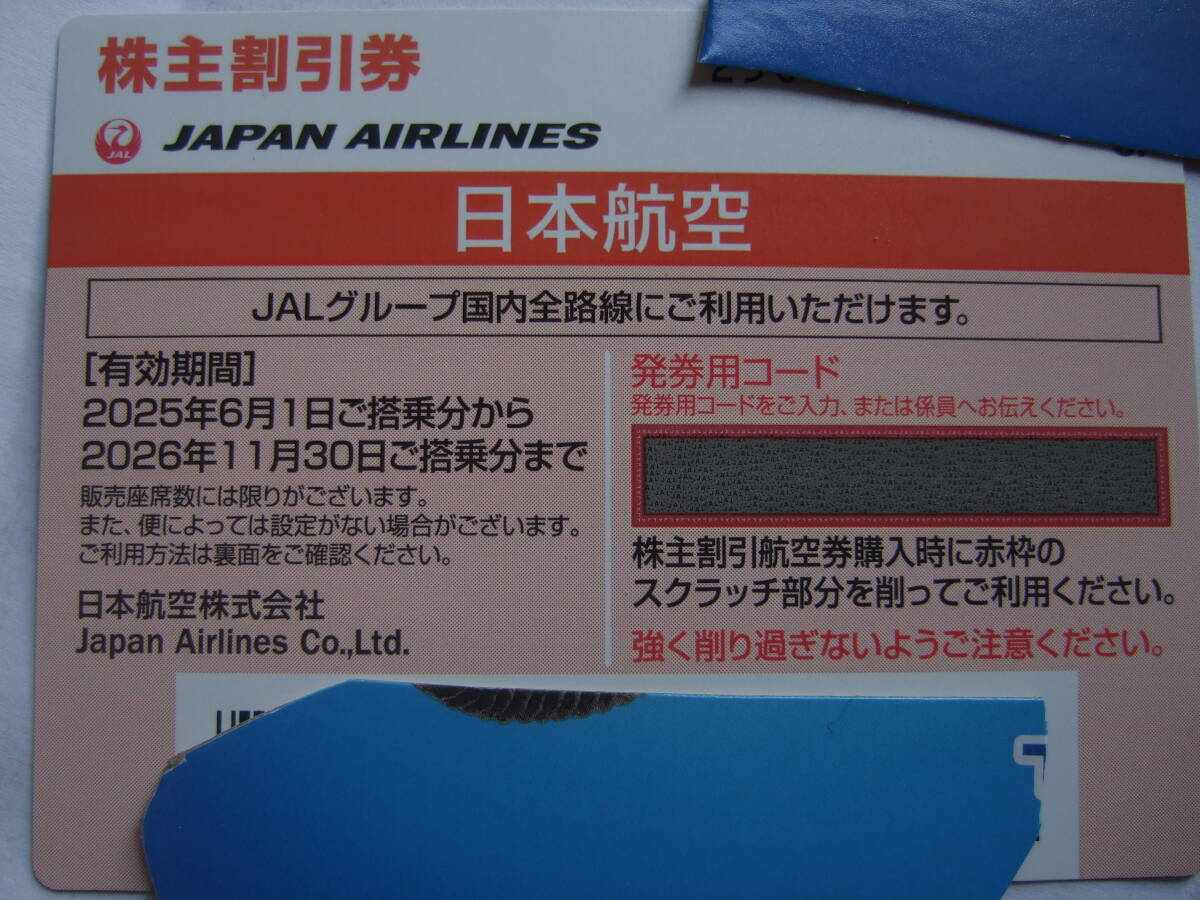 株主割引券
JAL
JAPAN AIRLINES
日本航空
JALグループ国内全路線にご利用いただけます。
[有効期間]
2025年6月1日ご搭乗分から
2026年11月30日ご搭乗分まで
販売座席数には限りがございます。
また、便によっては設定がない場合がございます。
ご利用方法は裏面をご確認ください。
日本航空株式会社
Japan Airlines Co.,Ltd.
発券用コード
発券用コードをご入力、または係員へお伝えください。
株主割引航空券購入時に赤枠の
スクラッチ部分を削ってご利用ください。
強く削り過ぎないようご注意ください。